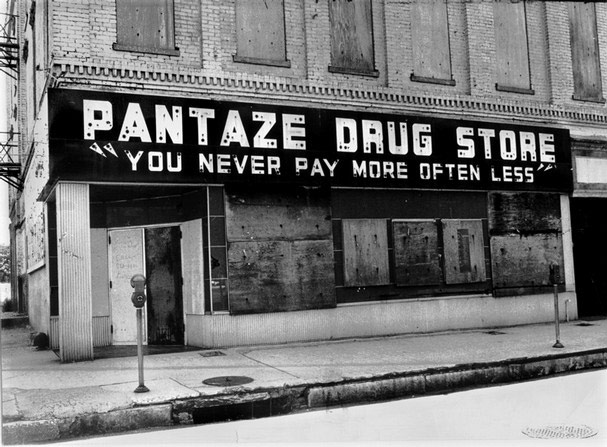 PANTAZE DRUG STORE
"YOU NEVER PAY MORE OFTEN LESS"